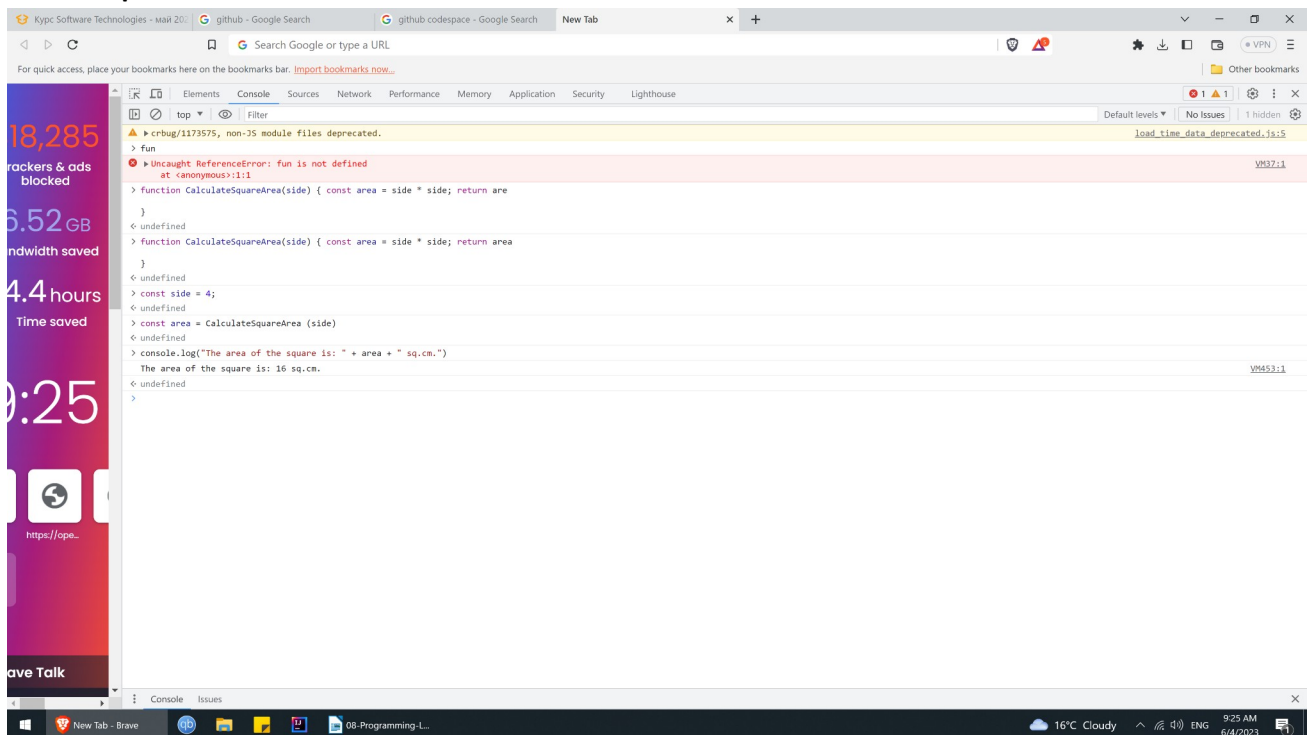 Курс Software Technologies - май 202
github - Google Search
github codespace - Google Search
New Tab
Search Google or type a URL
VPN
For quick access, place your bookmarks here on the bookmarks bar. Import bookmarks now...
Other bookmarks
Elements Console Sources Network Performance Memory Application Security Lighthouse
1 1
top Filter
Default levels No Issues 1 hidden
crbug/1173575, non-JS module files deprecated.
load_time_data_deprecated.js:5
> fun
Uncaught ReferenceError: fun is not defined
VM37:1
at <anonymous>:1:1
> function CalculateSquareArea(side) { const area = side * side; return are
}
undefined
> function CalculateSquareArea(side) { const area = side * side; return area
}
undefined
> const side = 4;
undefined
> const area = CalculateSquareArea (side)
undefined
> console.log("The area of the square is: " + area + " sq.cm.")
The area of the square is: 16 sq.cm.
VM453:1
undefined
>
18,285
rackers & ads
blocked
6.52 GB
ndwidth saved
4.4 hours
Time saved
9:25
https://ope...
ave Talk
Console Issues
New Tab - Brave
qb
08-Programming-L...
16°C Cloudy
ENG
9:25 AM
6/4/2023